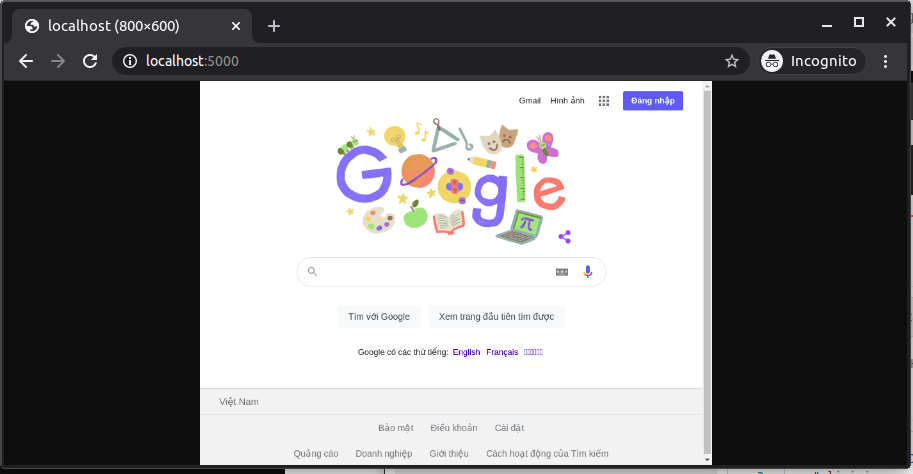 localhost (800×600)
localhost:5000
Incognito
Gmail Hình ảnh Đăng nhập
Google
π
Tìm với Google Xem trang đầu tiên tìm được
Google có các thứ tiếng: English Français
Việt Nam
Bảo mật Điều khoản Cài đặt
Quảng cáo Doanh nghiệp Giới thiệu Cách hoạt động của Tìm kiếm